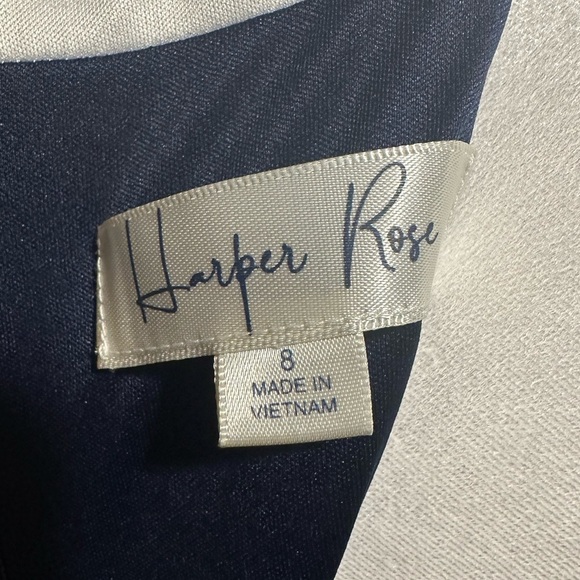 Harper Rose
8
MADE IN
VIETNAM